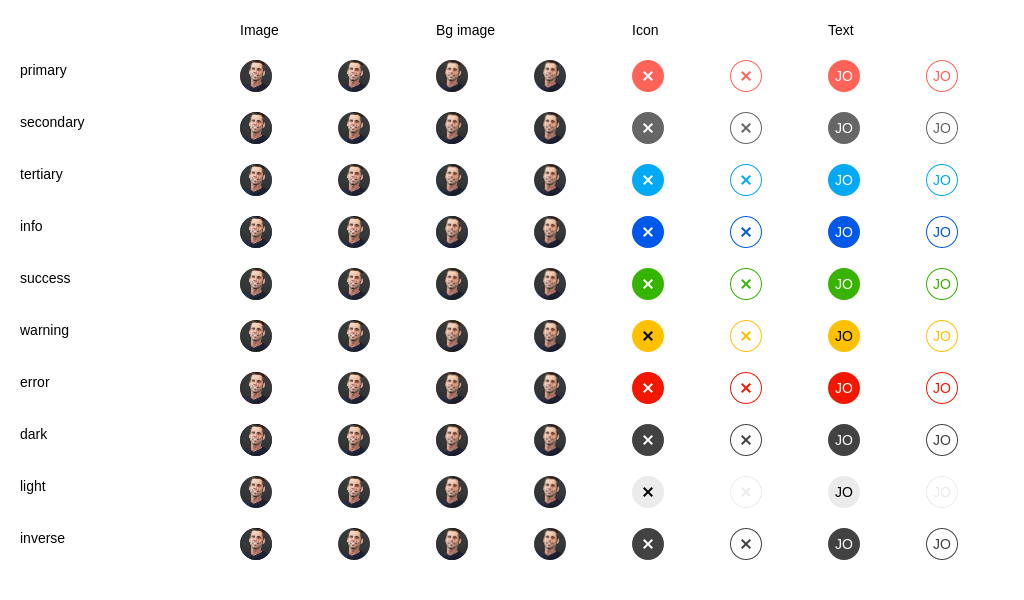 Image Bg image Icon Text
primary JO JO
secondary JO JO
tertiary JO JO
info JO JO
success JO JO
warning JO JO
error JO JO
dark JO JO
light JO JO
inverse JO JO